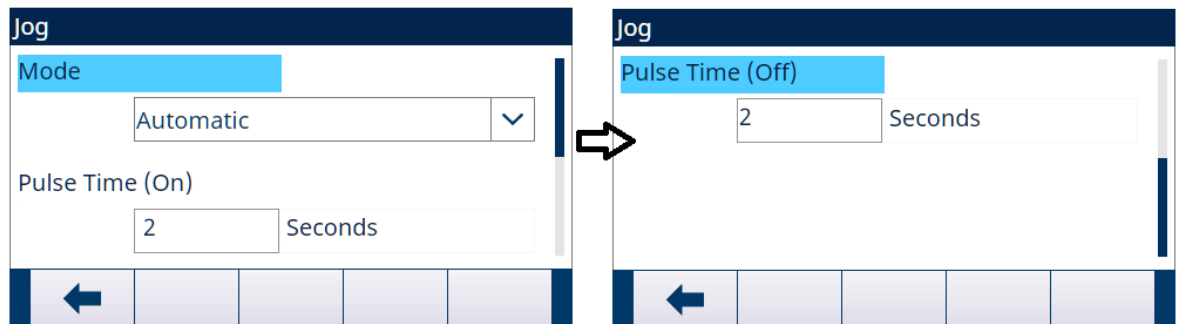 Jog
Mode
Automatic
Pulse Time (On)
2 Seconds
Jog
Pulse Time (Off)
2 Seconds